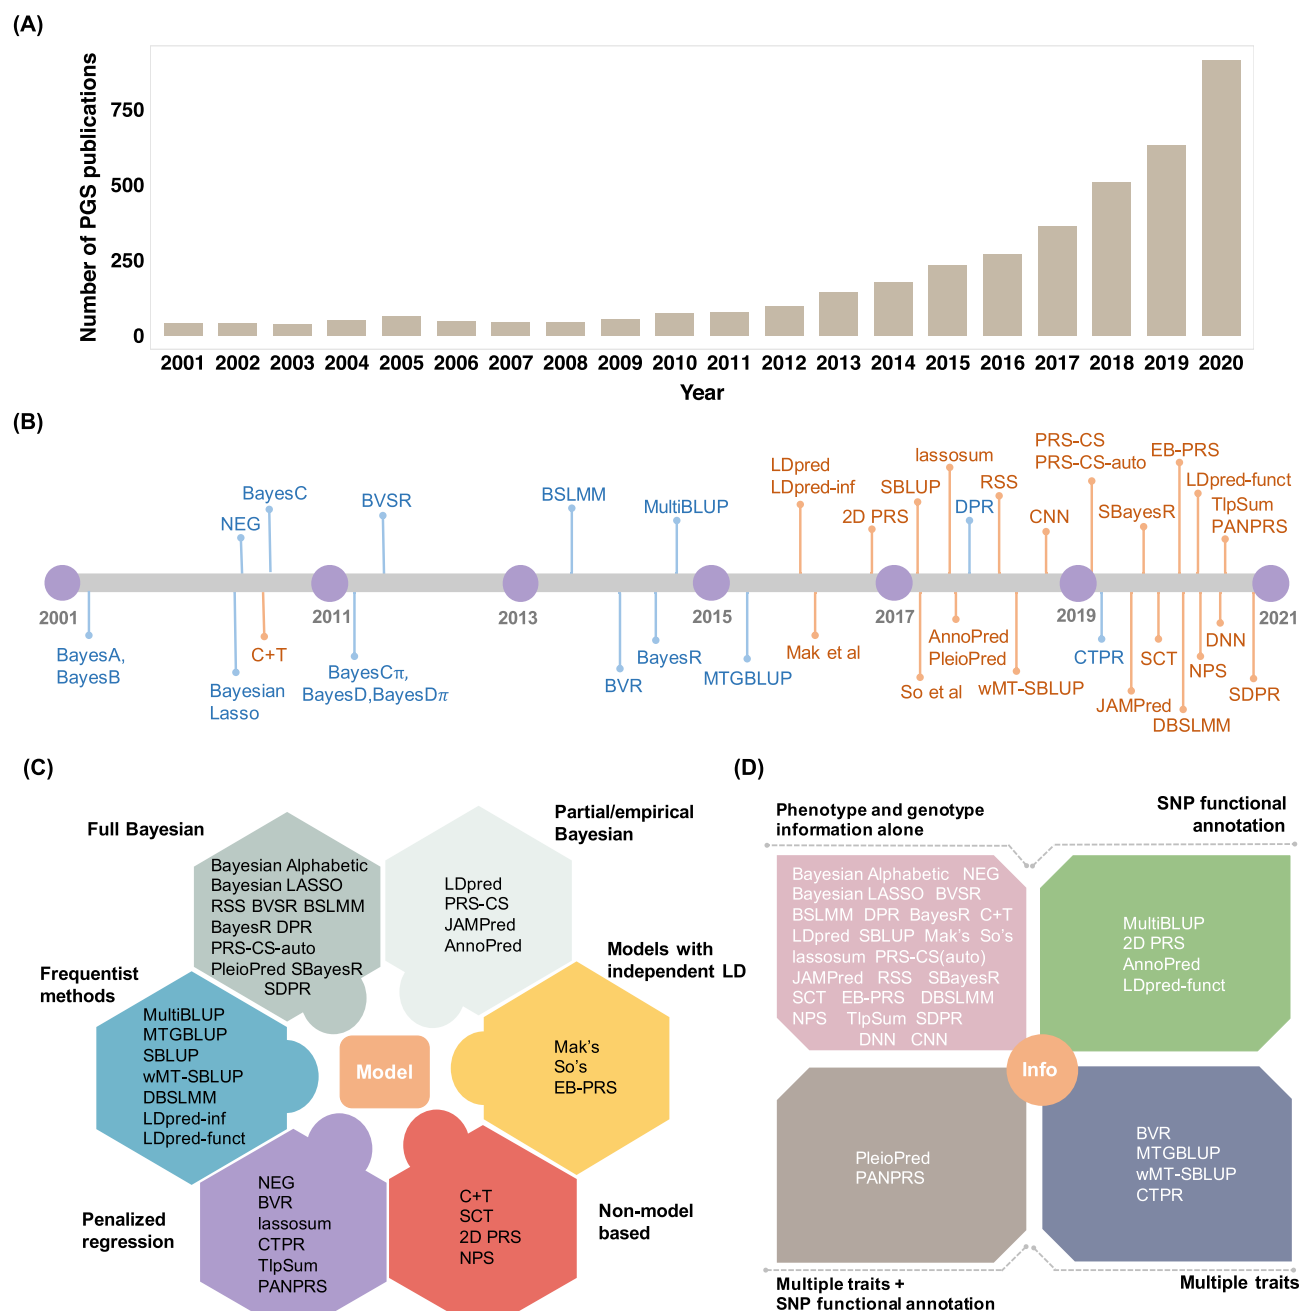 (A)
Number of PGS publications
750
500
250
0
2001 2002 2003 2004 2005 2006 2007 2008 2009 2010 2011 2012 2013 2014 2015 2016 2017 2018 2019 2020
Year
(B)
BayesC
NEG
BVSR
BSLMM
MultiBLUP
LDpred
LDpred-inf
2D PRS
SBLUP
lassosum
DPR
RSS
CNN
PRS-CS
PRS-CS-auto
SBayesR
EB-PRS
LDpred-funct
TlpSum
PANPRS
2001
2011
2013
2015
2017
2019
2021
BayesA,
BayesB
Bayesian
Lasso
C+T
BayesCπ,
BayesD,BayesDπ
BVR
BayesR
MTGBLUP
Mak et al
So et al
AnnoPred
PleioPred
wMT-SBLUP
CTPR
JAMPred
SCT
DBSLMM
NPS
DNN
SDPR
(C)
Full Bayesian
Bayesian Alphabetic
Bayesian LASSO
RSS BVSR BSLMM
BayesR DPR
PRS-CS-auto
PleioPred SBayesR
SDPR
Partial/empirical
Bayesian
LDpred
PRS-CS
JAMPred
AnnoPred
Frequentist
methods
MultiBLUP
MTGBLUP
SBLUP
wMT-SBLUP
DBSLMM
LDpred-inf
LDpred-funct
Model
Models with
independent LD
Mak's
So's
EB-PRS
Penalized
regression
NEG
BVR
lassosum
CTPR
TlpSum
PANPRS
C+T
SCT
2D PRS
NPS
Non-model
based
(D)
Phenotype and genotype
information alone
Bayesian Alphabetic NEG
Bayesian LASSO BVSR
BSLMM DPR BayesR C+T
LDpred SBLUP Mak's So's
lassosum PRS-CS(auto)
JAMPred RSS SBayesR
SCT EB-PRS DBSLMM
NPS TlpSum SDPR
DNN CNN
SNP functional
annotation
MultiBLUP
2D PRS
AnnoPred
LDpred-funct
Info
PleioPred
PANPRS
Multiple traits +
SNP functional annotation
BVR
MTGBLUP
wMT-SBLUP
CTPR
Multiple traits